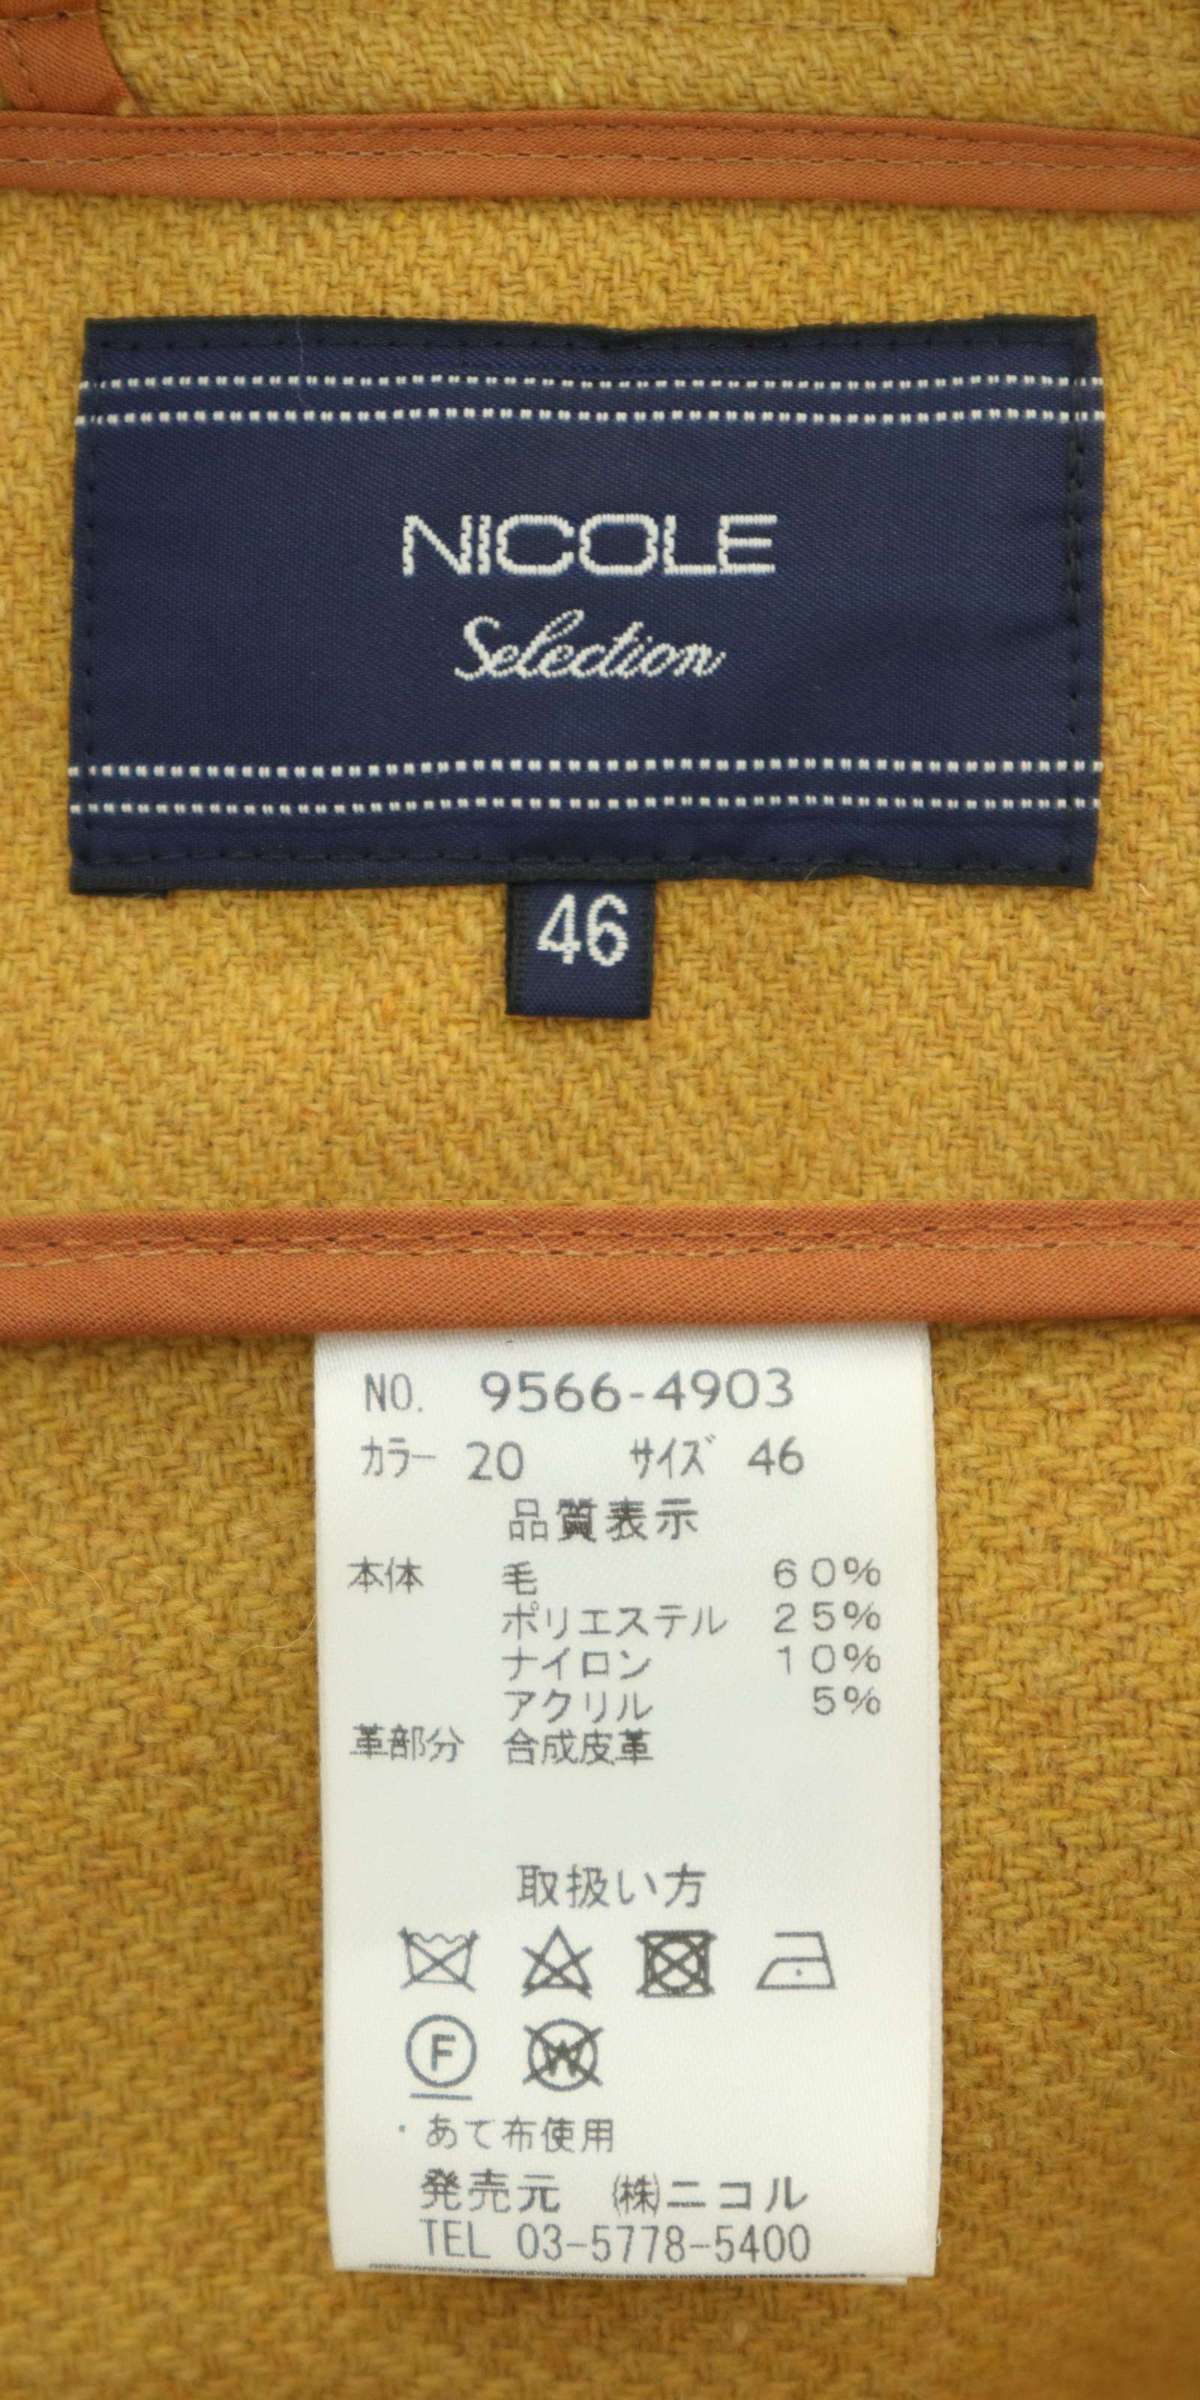 NICOLE
Selection
46
NO. 9566-4903
カラー 20 サイズ 46
品質表示
本体 毛 60%
ポリエステル 25%
ナイロン 10%
アクリル 5%
革部分 合成皮革
取扱い方
F W
・あて布使用
発売元 ㈱ニコル
TEL 03-5778-5400